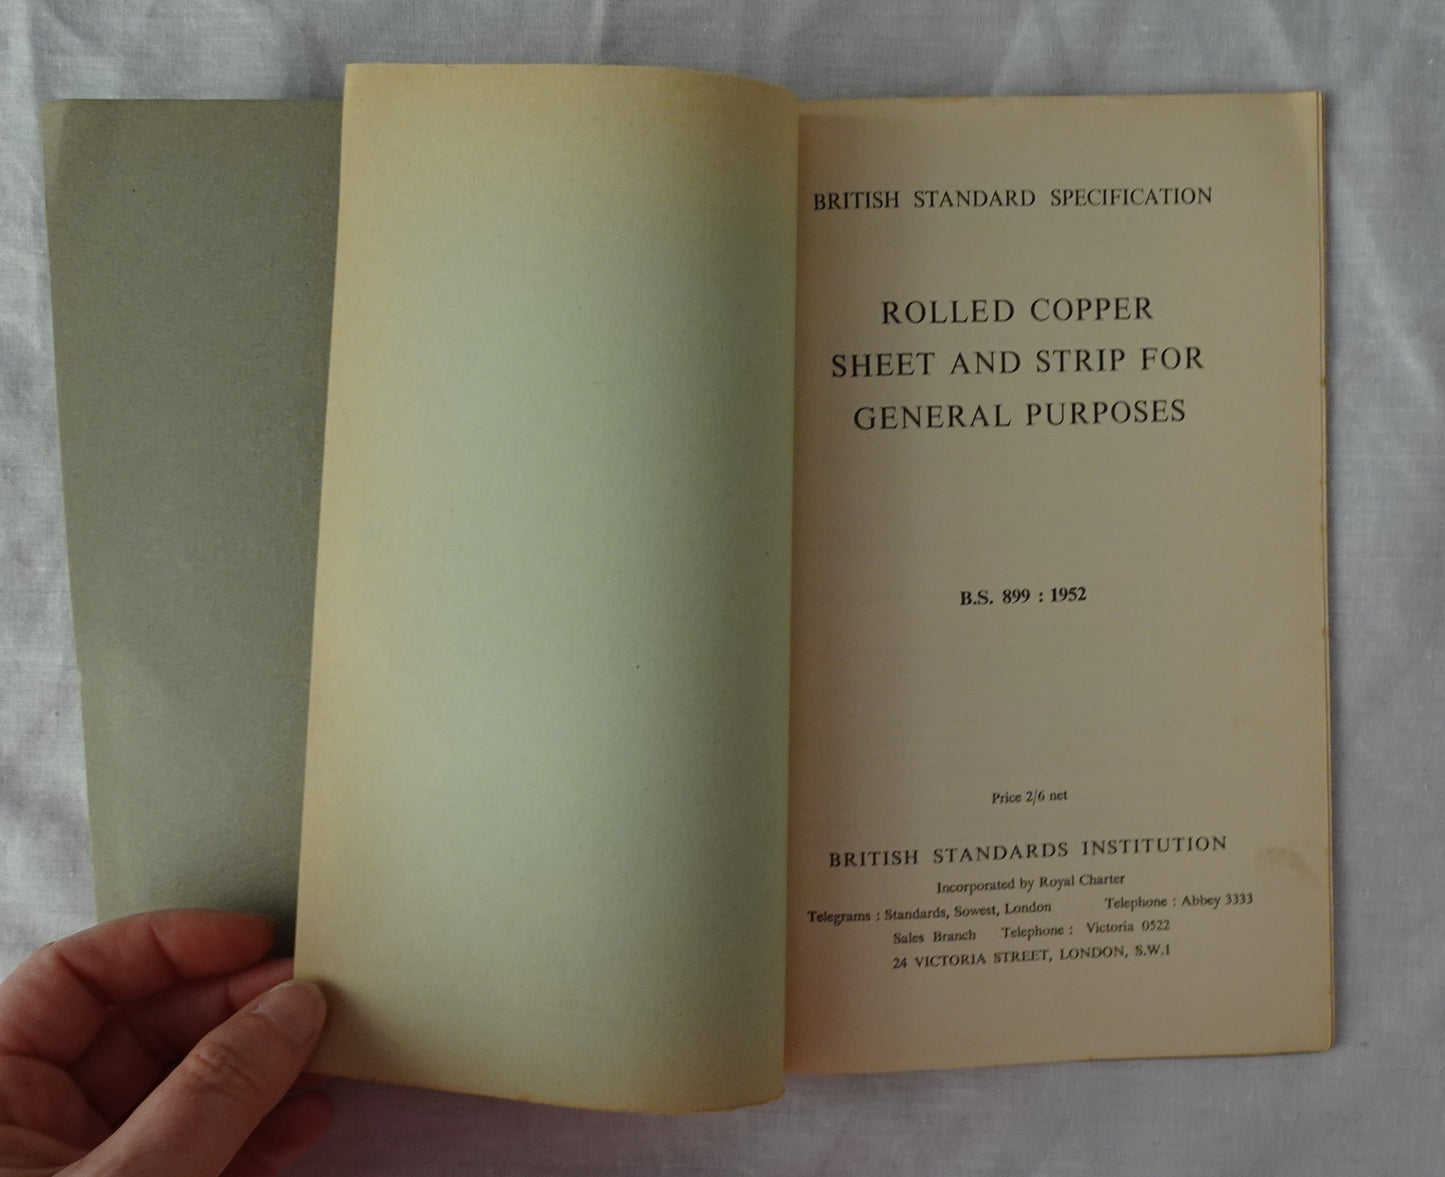 BRITISH STANDARD SPECIFICATION
ROLLED COPPER
SHEET AND STRIP FOR
GENERAL PURPOSES
B.S. 899 : 1952
Price 2/6 net
BRITISH STANDARDS INSTITUTION
Incorporated by Royal Charter
Telegrams : Standards, Sowest, London Telephone : Abbey 3333
Sales Branch Telephone : Victoria 0522
24 VICTORIA STREET, LONDON, S.W.1